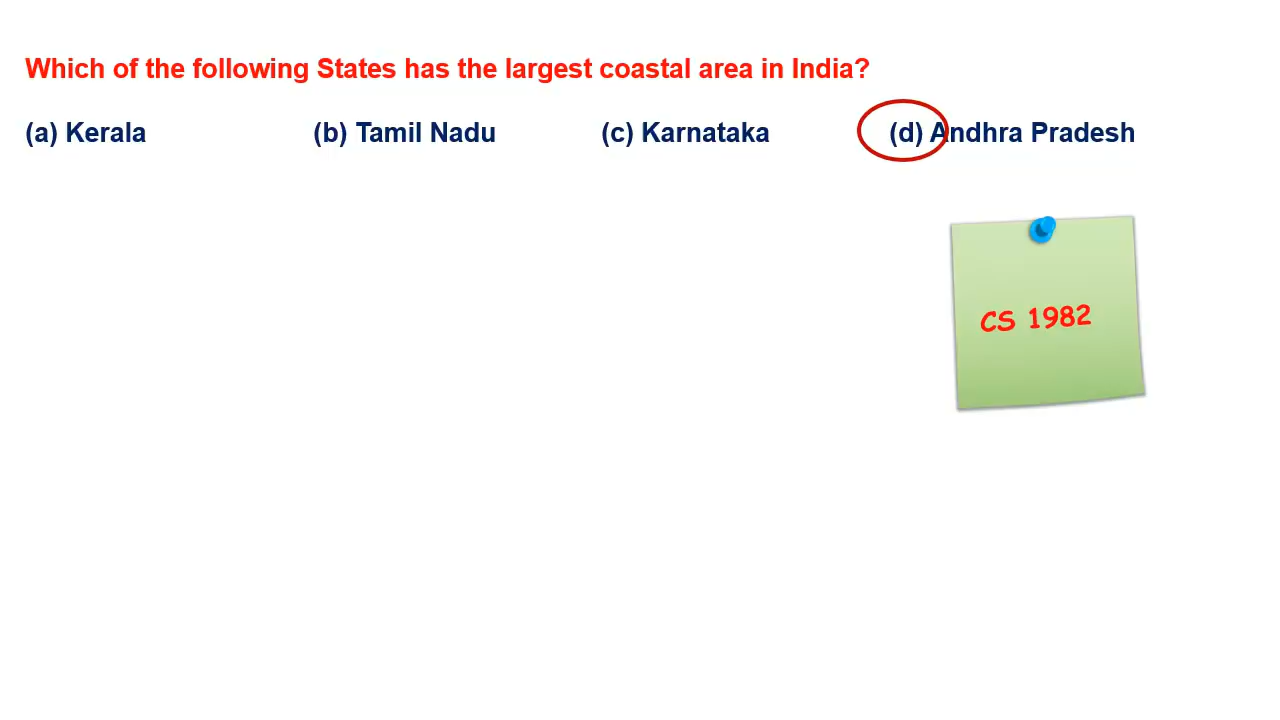 Which of the following States has the largest coastal area in India?
(a) Kerala (b) Tamil Nadu (c) Karnataka (d) Andhra Pradesh
CS 1982